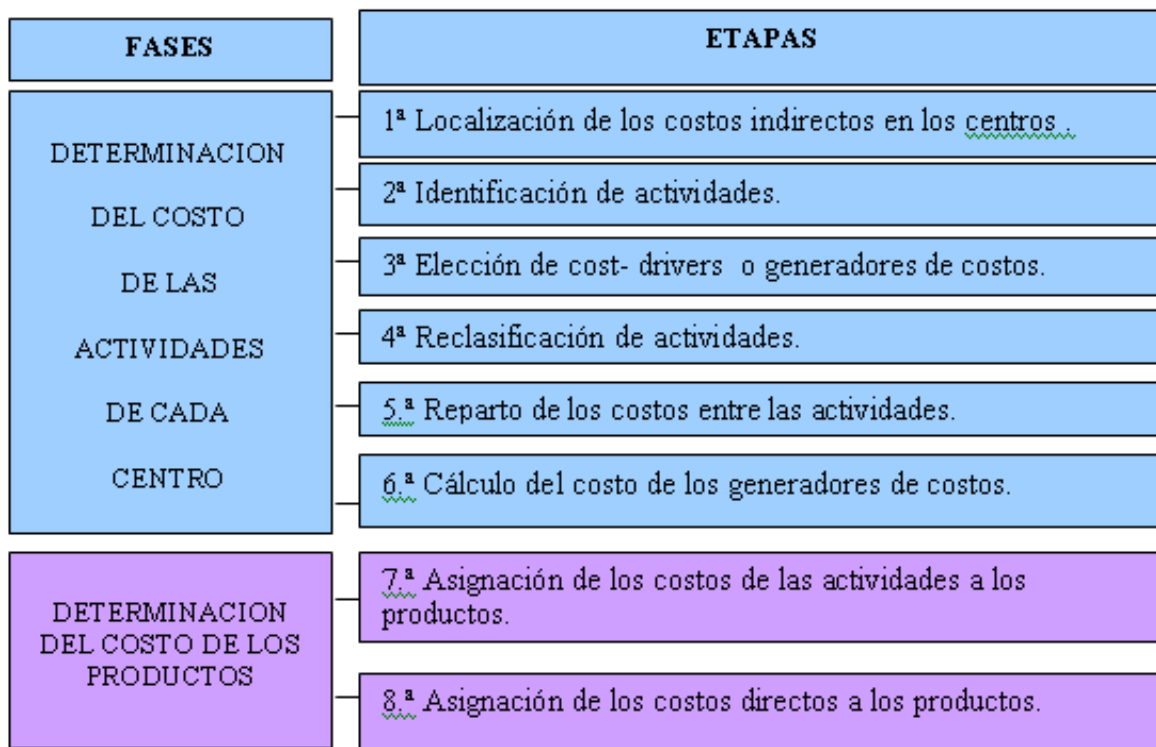 FASES
ETAPAS
DETERMINACION
DEL COSTO
DE LAS
ACTIVIDADES
DE CADA
CENTRO
1ª Localización de los costos indirectos en los centros .
2ª Identificación de actividades.
3ª Elección de cost- drivers o generadores de costos.
4ª Reclasificación de actividades.
5.ª Reparto de los costos entre las actividades.
6.ª Cálculo del costo de los generadores de costos.
DETERMINACION
DEL COSTO DE LOS
PRODUCTOS
7.ª Asignación de los costos de las actividades a los
productos.
8.ª Asignación de los costos directos a los productos.